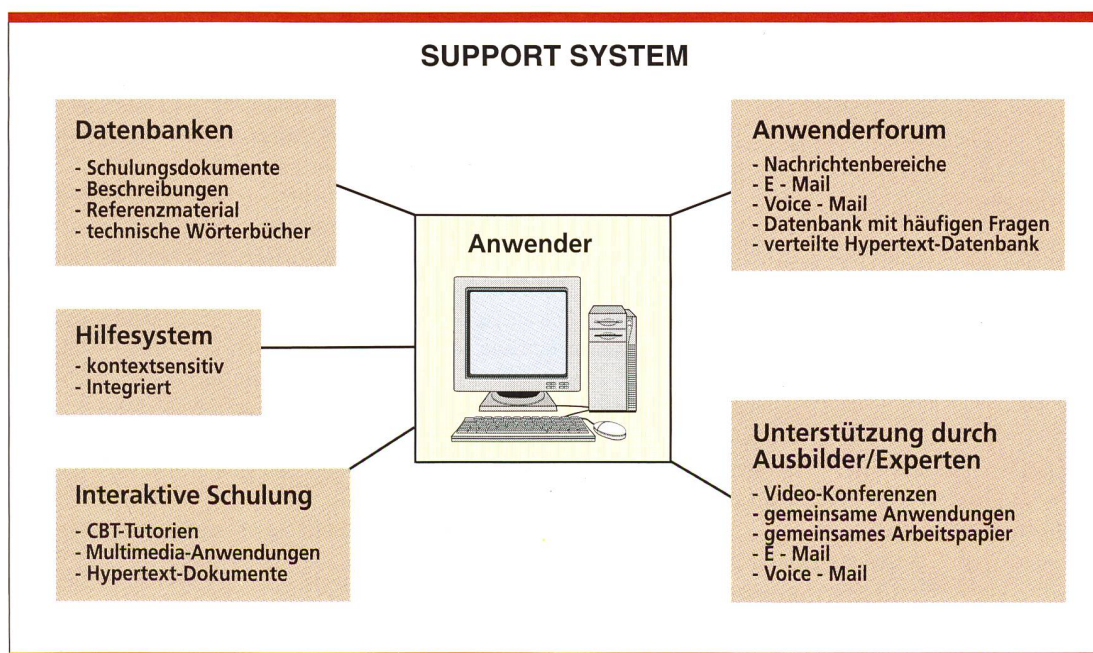 SUPPORT SYSTEM
Datenbanken
- Schulungsdokumente
- Beschreibungen
- Referenzmaterial
- technische Wörterbücher
Hilfesystem
- kontextsensitiv
- Integriert
Interaktive Schulung
- CBT-Tutorien
- Multimedia-Anwendungen
- Hypertext-Dokumente
Anwender
Anwenderforum
- Nachrichtenbereiche
- E - Mail
- Voice - Mail
- Datenbank mit häufigen Fragen
- verteilte Hypertext-Datenbank
Unterstützung durch
Ausbilder/Experten
- Video-Konferenzen
- gemeinsame Anwendungen
- gemeinsames Arbeitspapier
- E - Mail
- Voice - Mail